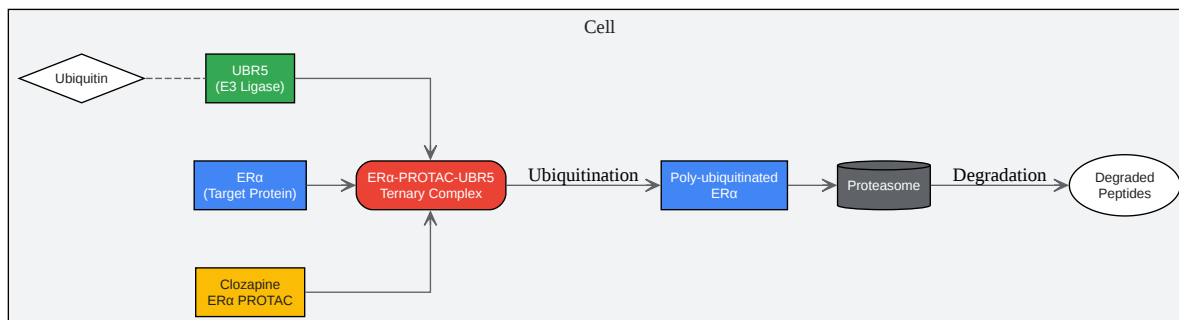 Cell
Ubiquitin
UBR5
(E3 Ligase)
ERα
(Target Protein)
ERα-PROTAC-UBR5
Ternary Complex
Ubiquitination
Poly-ubiquitinated
ERα
Proteasome
Degradation
Degraded
Peptides
Clozapine
ERα PROTAC